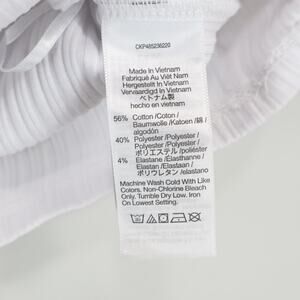 CKP485236220
Made In Vietnam
Fabriqué Au Viêt Nam
Hergestellt In Vietnam
Vervaardigd in Vietnam
ベトナム製
hecho en vietnam
56% Cotton /Coton /
Baumwolle /Katoen /綿 /
algodón
40% Polyester /Polyester /
Polyester /Polyester /
ポリエステル /poliéster
4% Elastane /Elasthanne /
Elastan /Elastaan /
ポリウレタン /elastano
Machine Wash Cold With Like
Colors, Non-Chlorine Bleach
Only, Tumble Dry Low. Iron
On Lowest Setting.